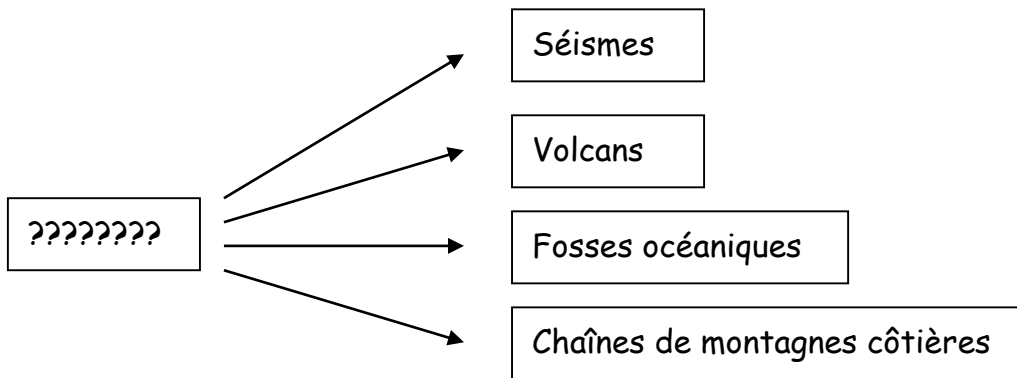 Séismes
Volcans
????????
Fosses océaniques
Chaînes de montagnes côtières